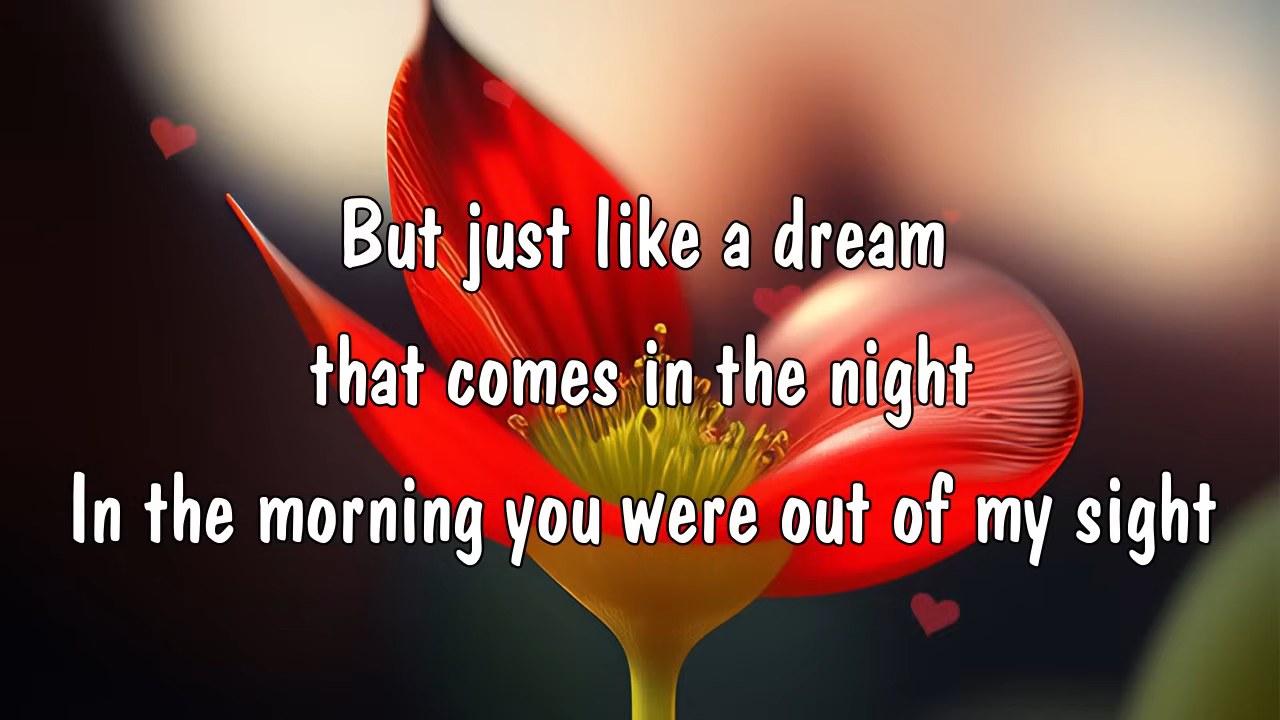 But just like a dream
that comes in the night
In the morning you were out of my sight